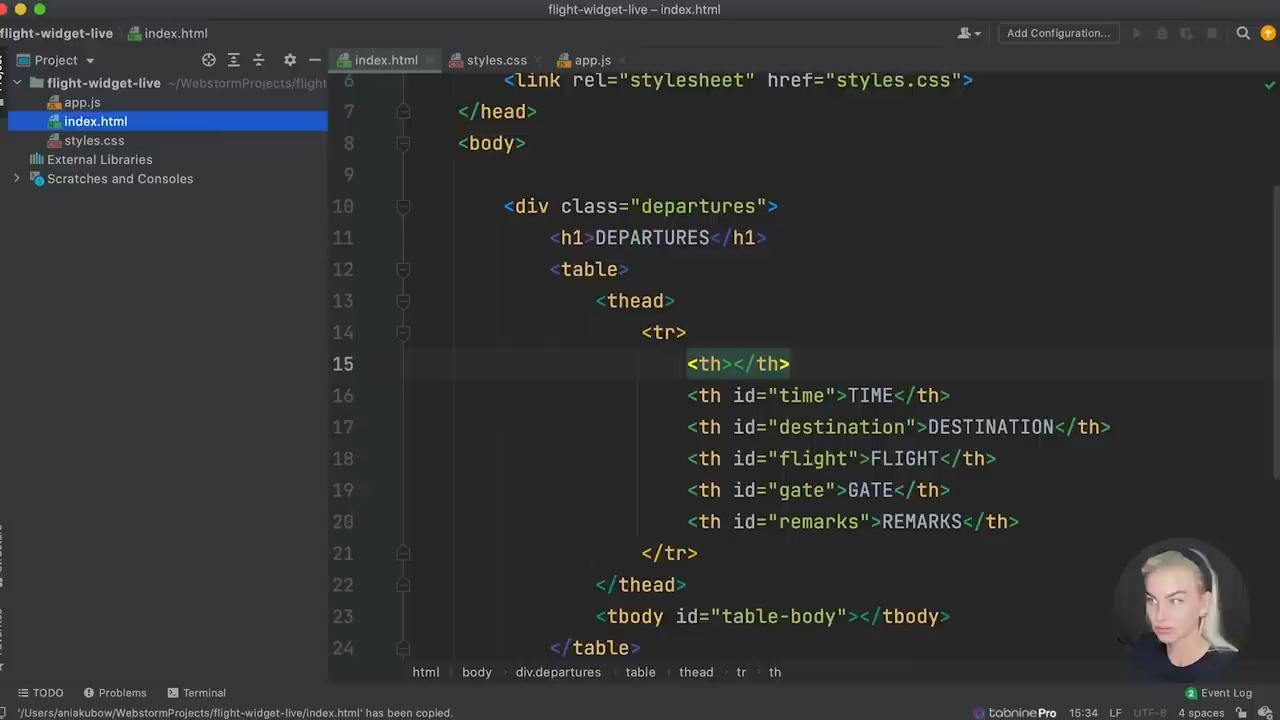 flight-widget-live – index.html
flight-widget-live index.html
Add Configuration...
Project
index.html styles.css app.js
flight-widget-live ~/WebstormProjects/flight
app.js
index.html
styles.css
External Libraries
Scratches and Consoles
6 <link rel="stylesheet" href="styles.css">
7 </head>
8 <body>
9
10 <div class="departures">
11 <h1>DEPARTURES</h1>
12 <table>
13 <thead>
14 <tr>
15 <th></th>
16 <th id="time">TIME</th>
17 <th id="destination">DESTINATION</th>
18 <th id="flight">FLIGHT</th>
19 <th id="gate">GATE</th>
20 <th id="remarks">REMARKS</th>
21 </tr>
22 </thead>
23 <tbody id="table-body"></tbody>
24 </table>
html body div.departures table thead tr th
TODO Problems Terminal
2 Event Log
'/Users/aniakubow/WebstormProjects/flight-widget-live/index.html' has been copied.
tabnine Pro 15:34 LF UTF-8 4 spaces